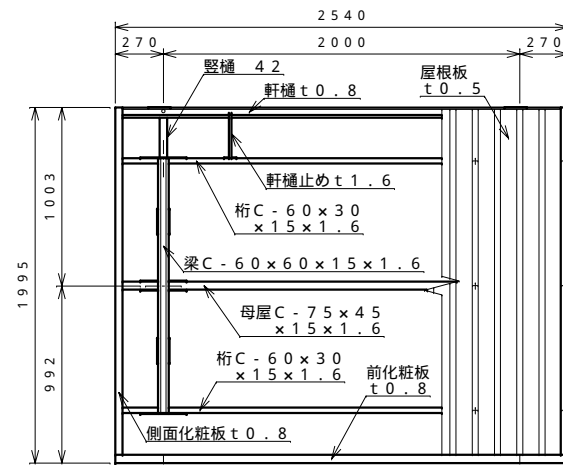 2540
270
2000
270
竪樋 42
屋根板
t0.5
軒樋t0.8
軒樋止めt1.6
桁C-60×30
×15×1.6
梁C-60×60×15×1.6
母屋C-75×45
×15×1.6
桁C-60×30
×15×1.6
前化粧板
t0.8
側面化粧板t0.8
1995
1003
992